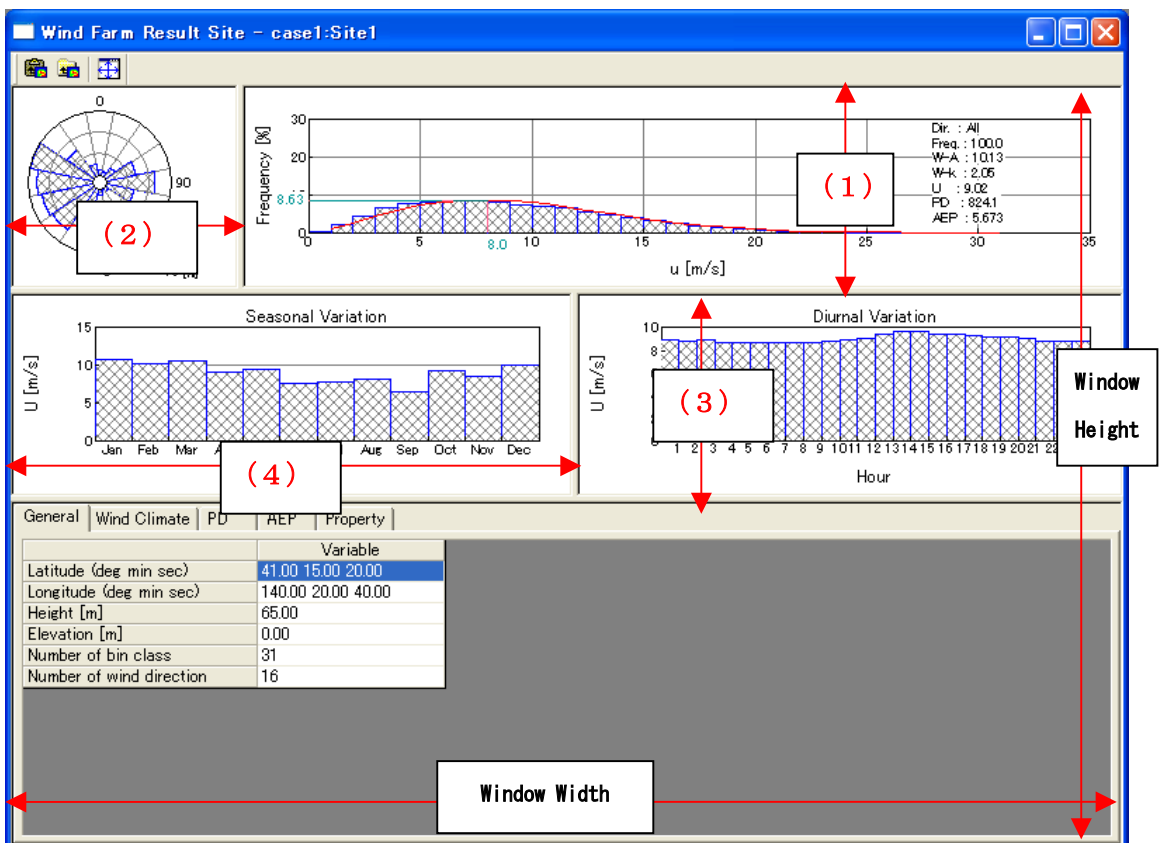 Wind Farm Result Site - case1:Site1
0
90
Frequency [%]
30
20
8.63
0
0 5 8.0 10 15 20 25 30 35
u [m/s]
Dir. : All
Freq. : 100.0
W-A : 10.13
W-k : 2.05
U : 9.02
PD : 824.1
AEP : 5.673
(1)
(2)
Seasonal Variation
U [m/s]
15
10
5
0
Jan Feb Mar Aug Sep Oct Nov Dec
(4)
Diurnal Variation
U [m/s]
10
8
1 2 3 4 5 6 7 8 9 10 11 12 13 14 15 16 17 18 19 20 21 22
Hour
(3)
Window
Height
General Wind Climate PD AEP Property
Variable
Latitude (deg min sec) 41.00 15.00 20.00
Longitude (deg min sec) 140.00 20.00 40.00
Height [m] 65.00
Elevation [m] 0.00
Number of bin class 31
Number of wind direction 16
Window Width